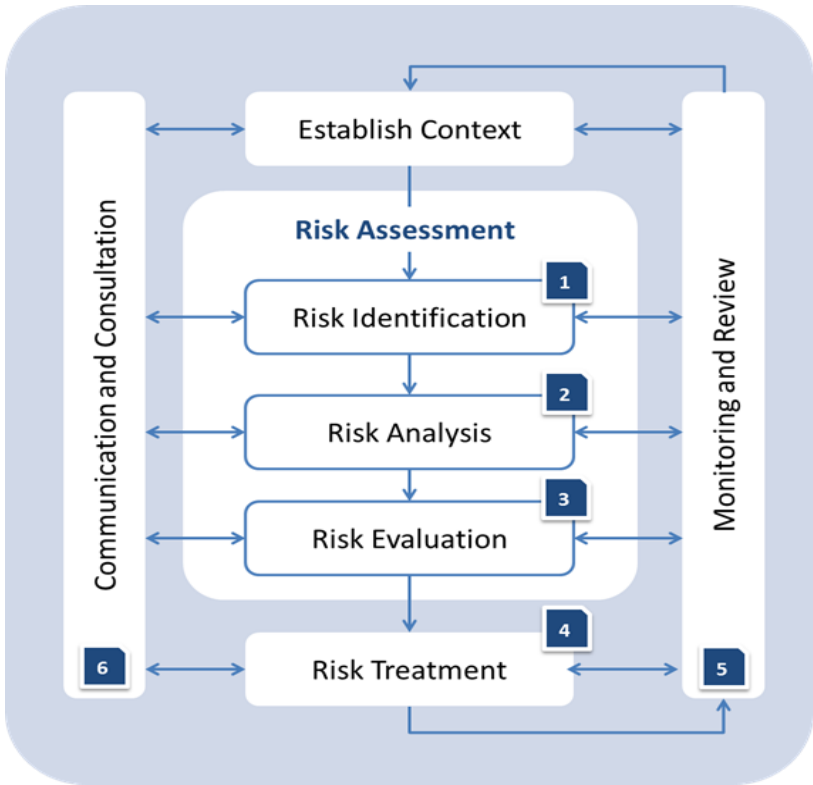 Establish Context
Risk Assessment
1
Risk Identification
2
Risk Analysis
3
Risk Evaluation
4
Risk Treatment
Communication and Consultation
6
Monitoring and Review
5